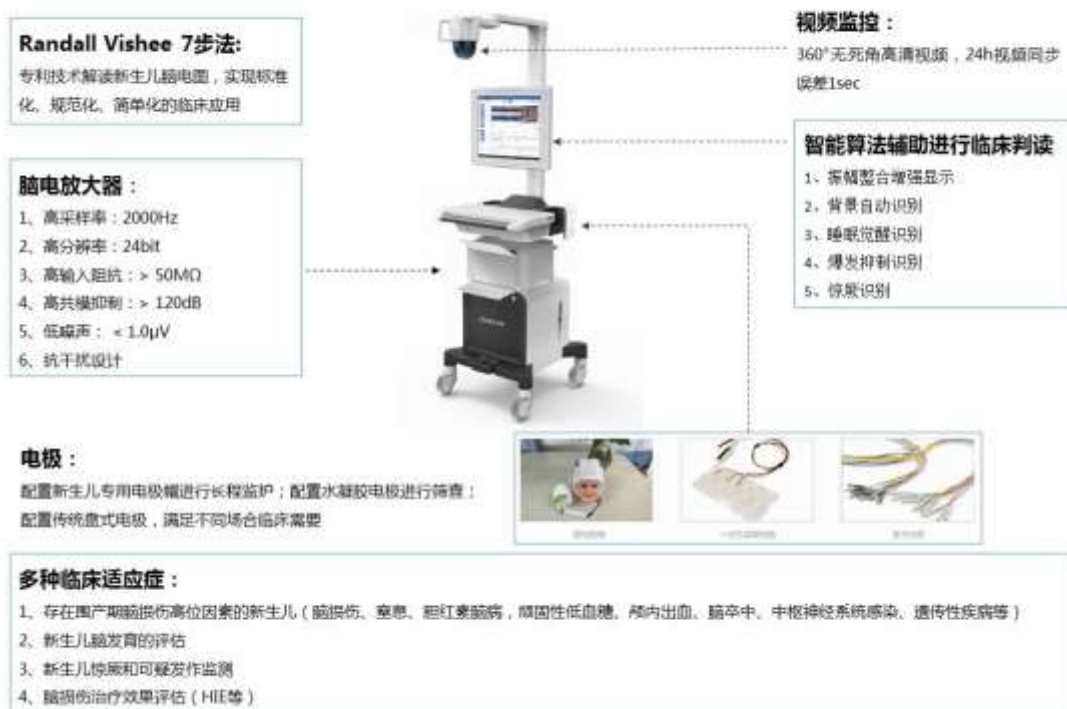 Randall Vishee 7步法:
专利技术解读新生儿脑电图，实现标准
化、规范化、简单化的临床应用
脑电放大器：
1、高采样率：2000Hz
2、高分辨率：24bit
3、高输入阻抗：> 50MΩ
4、高共模抑制：> 120dB
5、低噪声：< 1.0μV
6、抗干扰设计
视频监控：
360°无死角高清视频，24h视频同步
误差1sec
智能算法辅助进行临床判读
1、振幅整合增强显示
2、背景自动识别
3、睡眠觉醒识别
4、爆发抑制识别
5、惊厥识别
电极：
配置新生儿专用电极帽进行长程监护；配置水凝胶电极进行筛查；
配置传统盘式电极，满足不同场合临床需要
多种临床适应症：
1、存在围产期脑损伤高位因素的新生儿（脑损伤、窒息、胆红素脑病，顽固性低血糖、颅内出血、脑卒中、中枢神经系统感染、遗传性疾病等）
2、新生儿脑发育的评估
3、新生儿惊厥和可疑发作监测
4、脑损伤治疗效果评估（HIE等）